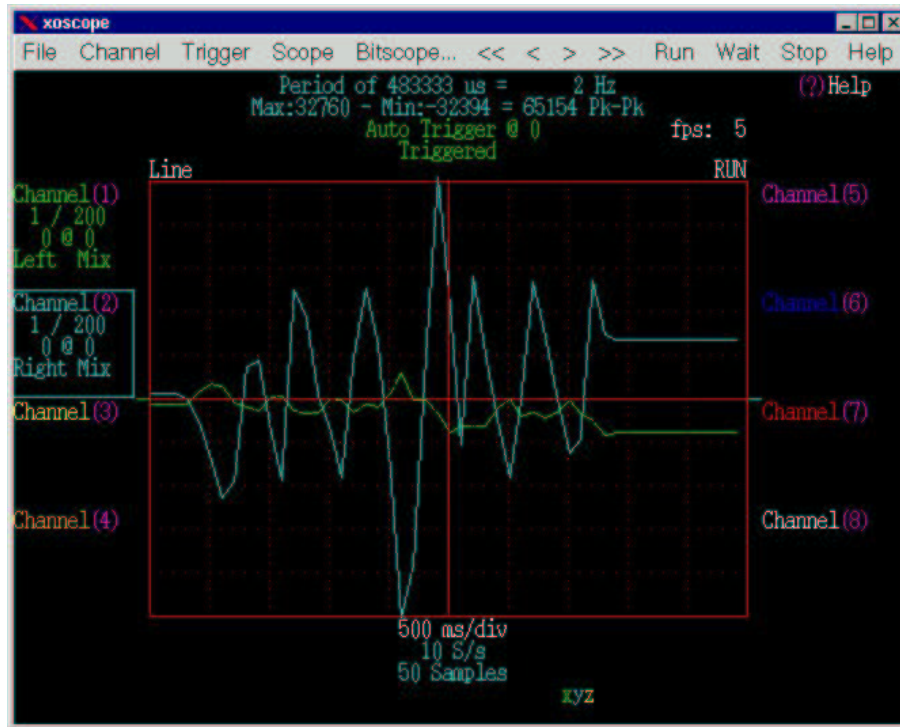 xoscope
File Channel Trigger Scope Bitscope... << < > >> Run Wait Stop Help
Period of 483333 us = 2 Hz
(?)Help
Max:32760 - Min:-32394 = 65154 Pk-Pk
Auto Trigger @ 0
fps: 5
Triggered
Line
RUN
Channel(1)
1 / 200
0 @ 0
Left Mix
Channel(2)
1 / 200
0 @ 0
Right Mix
Channel(3)
Channel(4)
Channel(5)
Channel(6)
Channel(7)
Channel(8)
500 ms/div
10 S/s
50 Samples
xyz